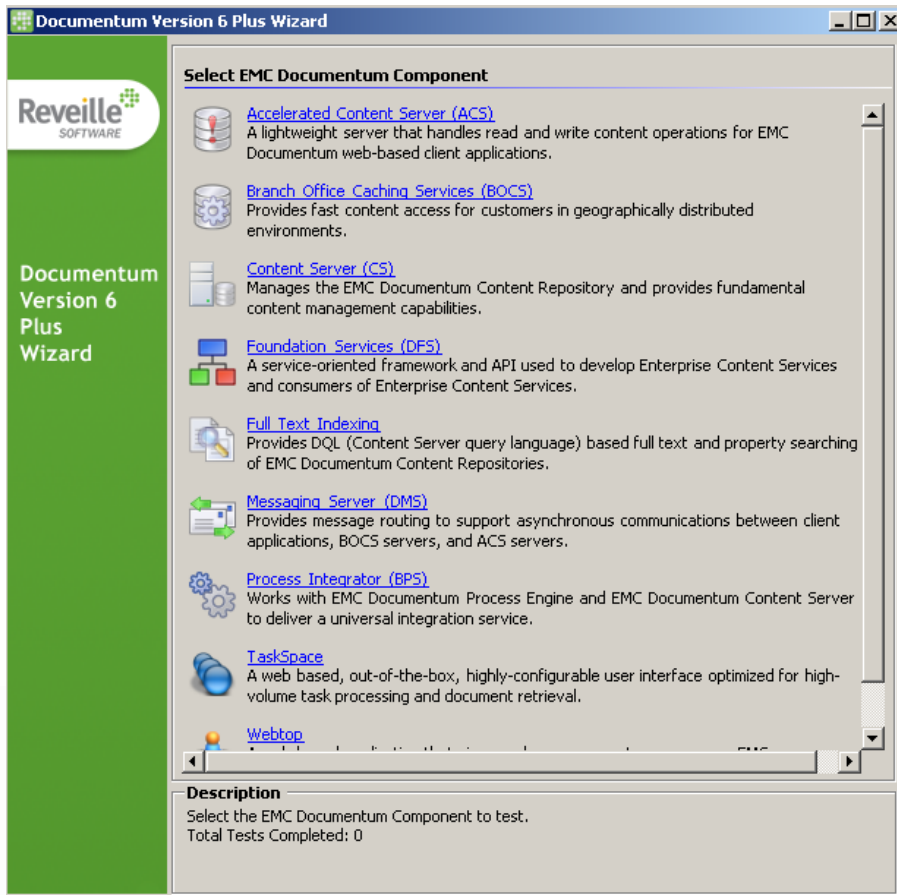 Documentum Version 6 Plus Wizard
Reveille
SOFTWARE
Documentum
Version 6
Plus
Wizard
Select EMC Documentum Component
Accelerated Content Server (ACS)
A lightweight server that handles read and write content operations for EMC
Documentum web-based client applications.
Branch Office Caching Services (BOCS)
Provides fast content access for customers in geographically distributed
environments.
Content Server (CS)
Manages the EMC Documentum Content Repository and provides fundamental
content management capabilities.
Foundation Services (DFS)
A service-oriented framework and API used to develop Enterprise Content Services
and consumers of Enterprise Content Services.
Full Text Indexing
Provides DQL (Content Server query language) based full text and property searching
of EMC Documentum Content Repositories.
Messaging Server (DMS)
Provides message routing to support asynchronous communications between client
applications, BOCS servers, and ACS servers.
Process Integrator (BPS)
Works with EMC Documentum Process Engine and EMC Documentum Content Server
to deliver a universal integration service.
TaskSpace
A web based, out-of-the-box, highly-configurable user interface optimized for high-
volume task processing and document retrieval.
Webtop
Description
Select the EMC Documentum Component to test.
Total Tests Completed: 0